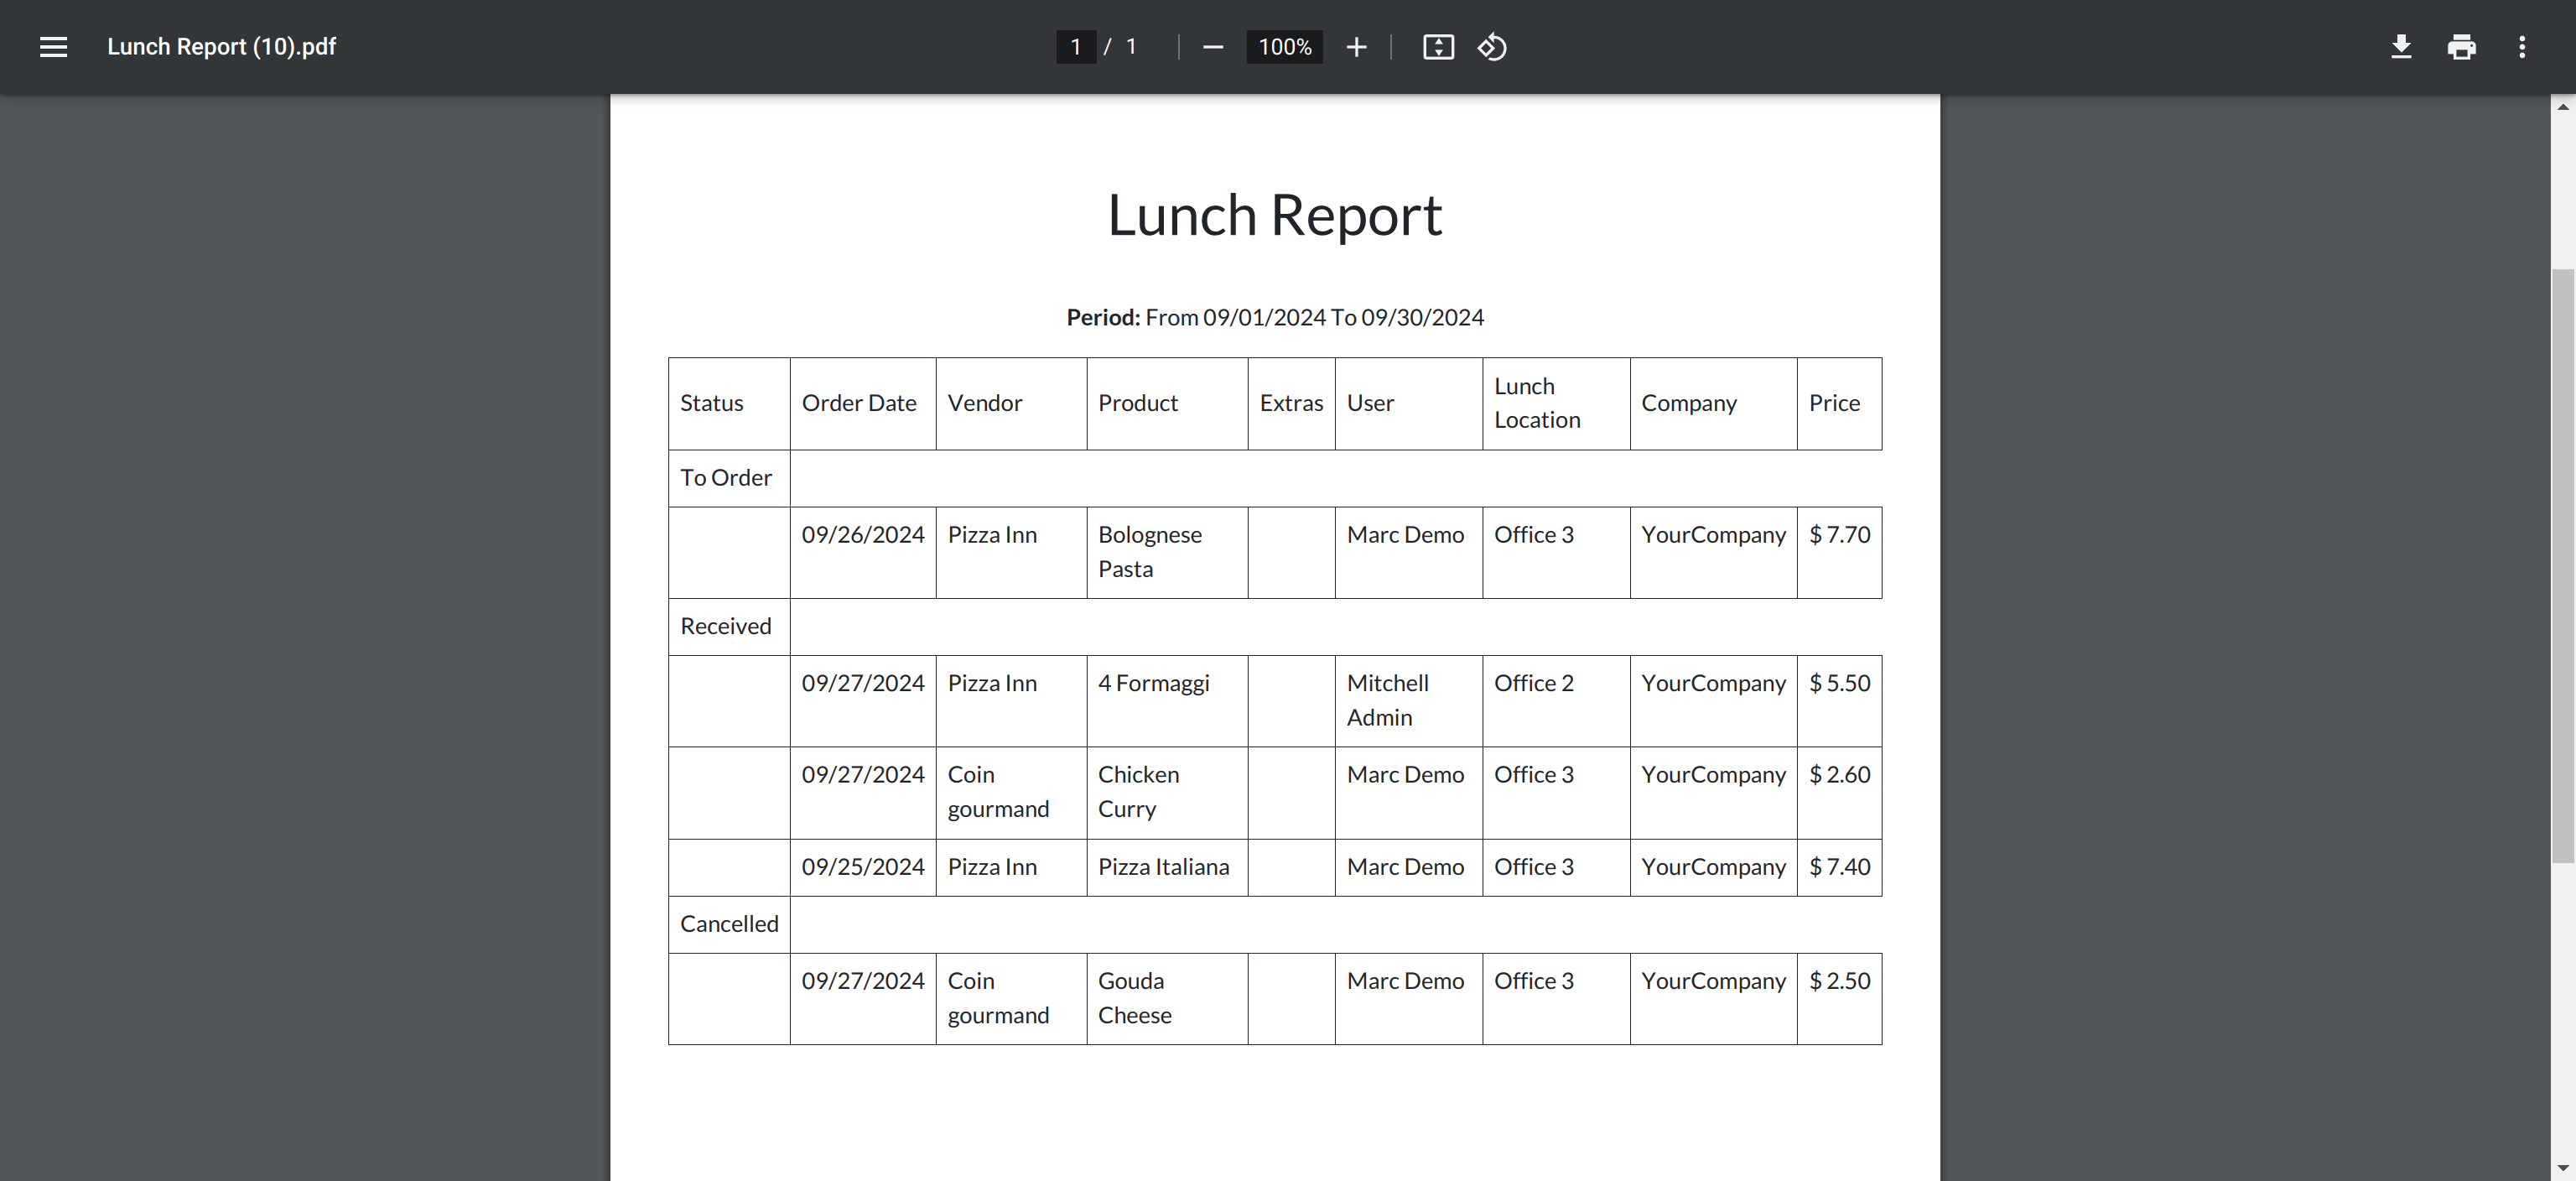 Lunch Report (10).pdf
1 / 1
100%
Lunch Report
Period: From 09/01/2024 To 09/30/2024
Status Order Date Vendor Product Extras User Lunch Location Company Price
To Order
09/26/2024 Pizza Inn Bolognese Pasta Marc Demo Office 3 YourCompany $ 7.70
Received
09/27/2024 Pizza Inn 4 Formaggi Mitchell Admin Office 2 YourCompany $ 5.50
09/27/2024 Coin gourmand Chicken Curry Marc Demo Office 3 YourCompany $ 2.60
09/25/2024 Pizza Inn Pizza Italiana Marc Demo Office 3 YourCompany $ 7.40
Cancelled
09/27/2024 Coin gourmand Gouda Cheese Marc Demo Office 3 YourCompany $ 2.50